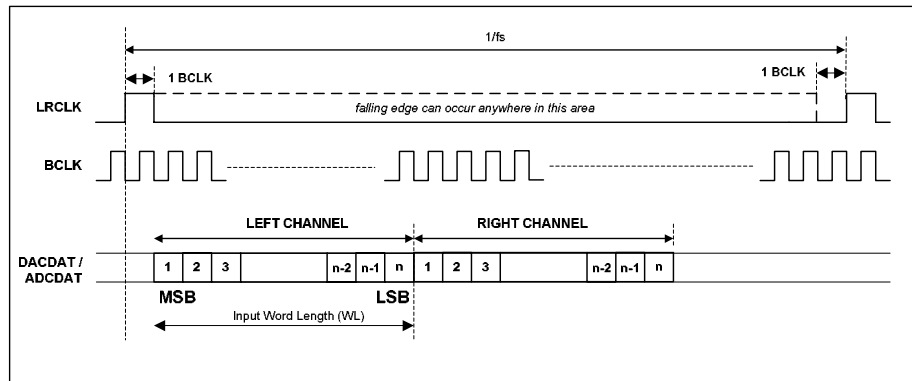 1/fs
1 BCLK
1 BCLK
LRCLK
falling edge can occur anywhere in this area
BCLK
LEFT CHANNEL
RIGHT CHANNEL
DACDAT /
ADCDAT
1 2 3 n-2 n-1 n 1 2 3 n-2 n-1 n
MSB LSB
Input Word Length (WL)